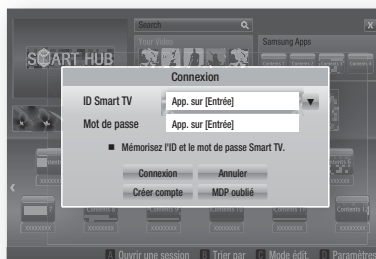 Search
X
Your Video
Samsung Apps
SMART HUB
Connexion
ID Smart TV
App. sur [Entrée]
▼
Mot de passe
App. sur [Entrée]
■ Mémorisez l'ID et le mot de passe Smart TV.
Connexion
Annuler
Créer compte
MDP oublié
A Ouvrir une session
B Trier par
C Mode édit.
D Paramètres